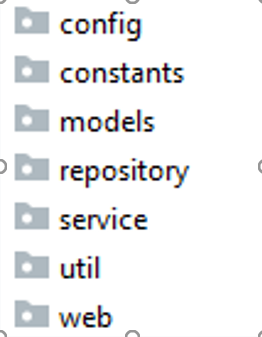 config
constants
models
repository
service
util
web